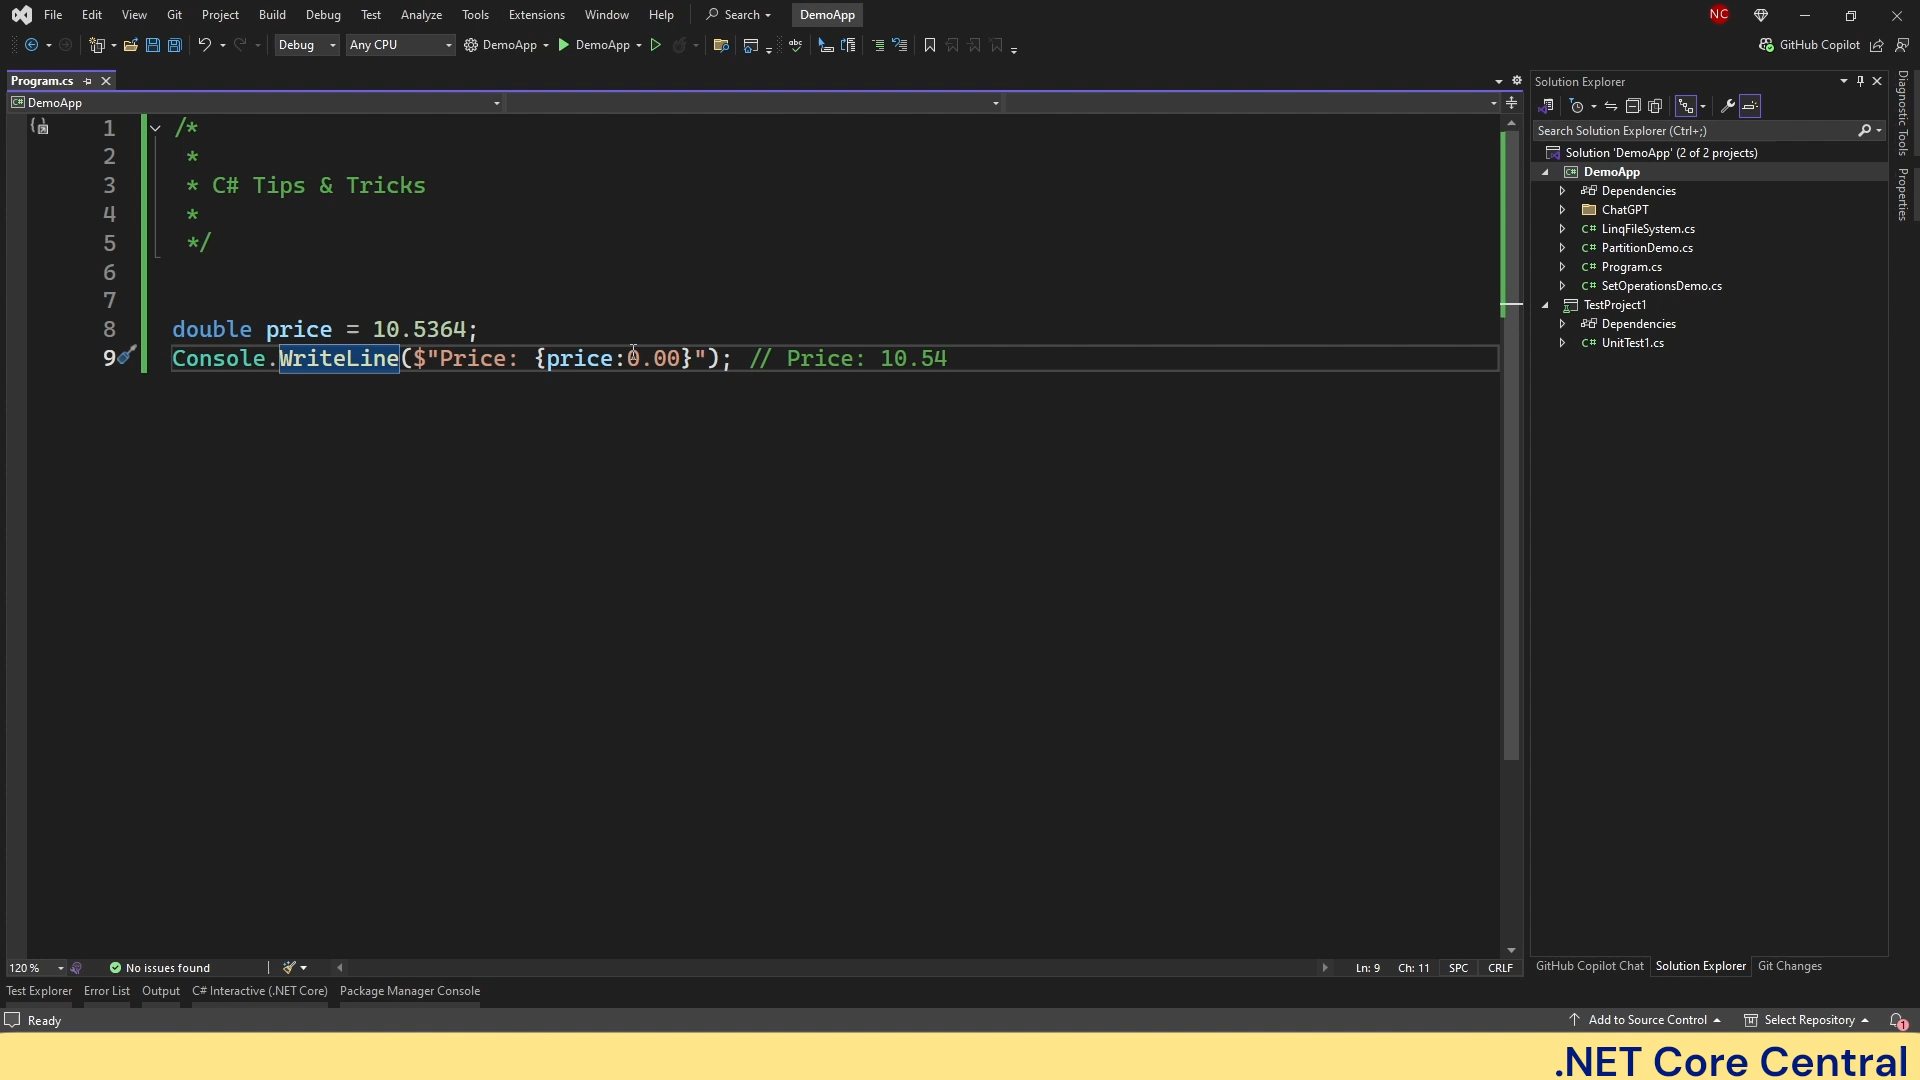 File Edit View Git Project Build Debug Test Analyze Tools Extensions Window Help Search DemoApp NC
Debug Any CPU DemoApp DemoApp GitHub Copilot
Program.cs
DemoApp
1 /*
2 *
3 * C# Tips & Tricks
4 *
5 */
6
7
8 double price = 10.5364;
9 Console.WriteLine($"Price: {price:0.00}"); // Price: 10.54
120 % No issues found Ln: 9 Ch: 11 SPC CRLF
Solution Explorer
Search Solution Explorer (Ctrl+;)
Solution 'DemoApp' (2 of 2 projects)
C# DemoApp
Dependencies
ChatGPT
C# LinqFileSystem.cs
C# PartitionDemo.cs
C# Program.cs
C# SetOperationsDemo.cs
TestProject1
Dependencies
C# UnitTest1.cs
GitHub Copilot Chat Solution Explorer Git Changes
Diagnostic Tools
Properties
Test Explorer Error List Output C# Interactive (.NET Core) Package Manager Console
Ready Add to Source Control Select Repository 1
.NET Core Central